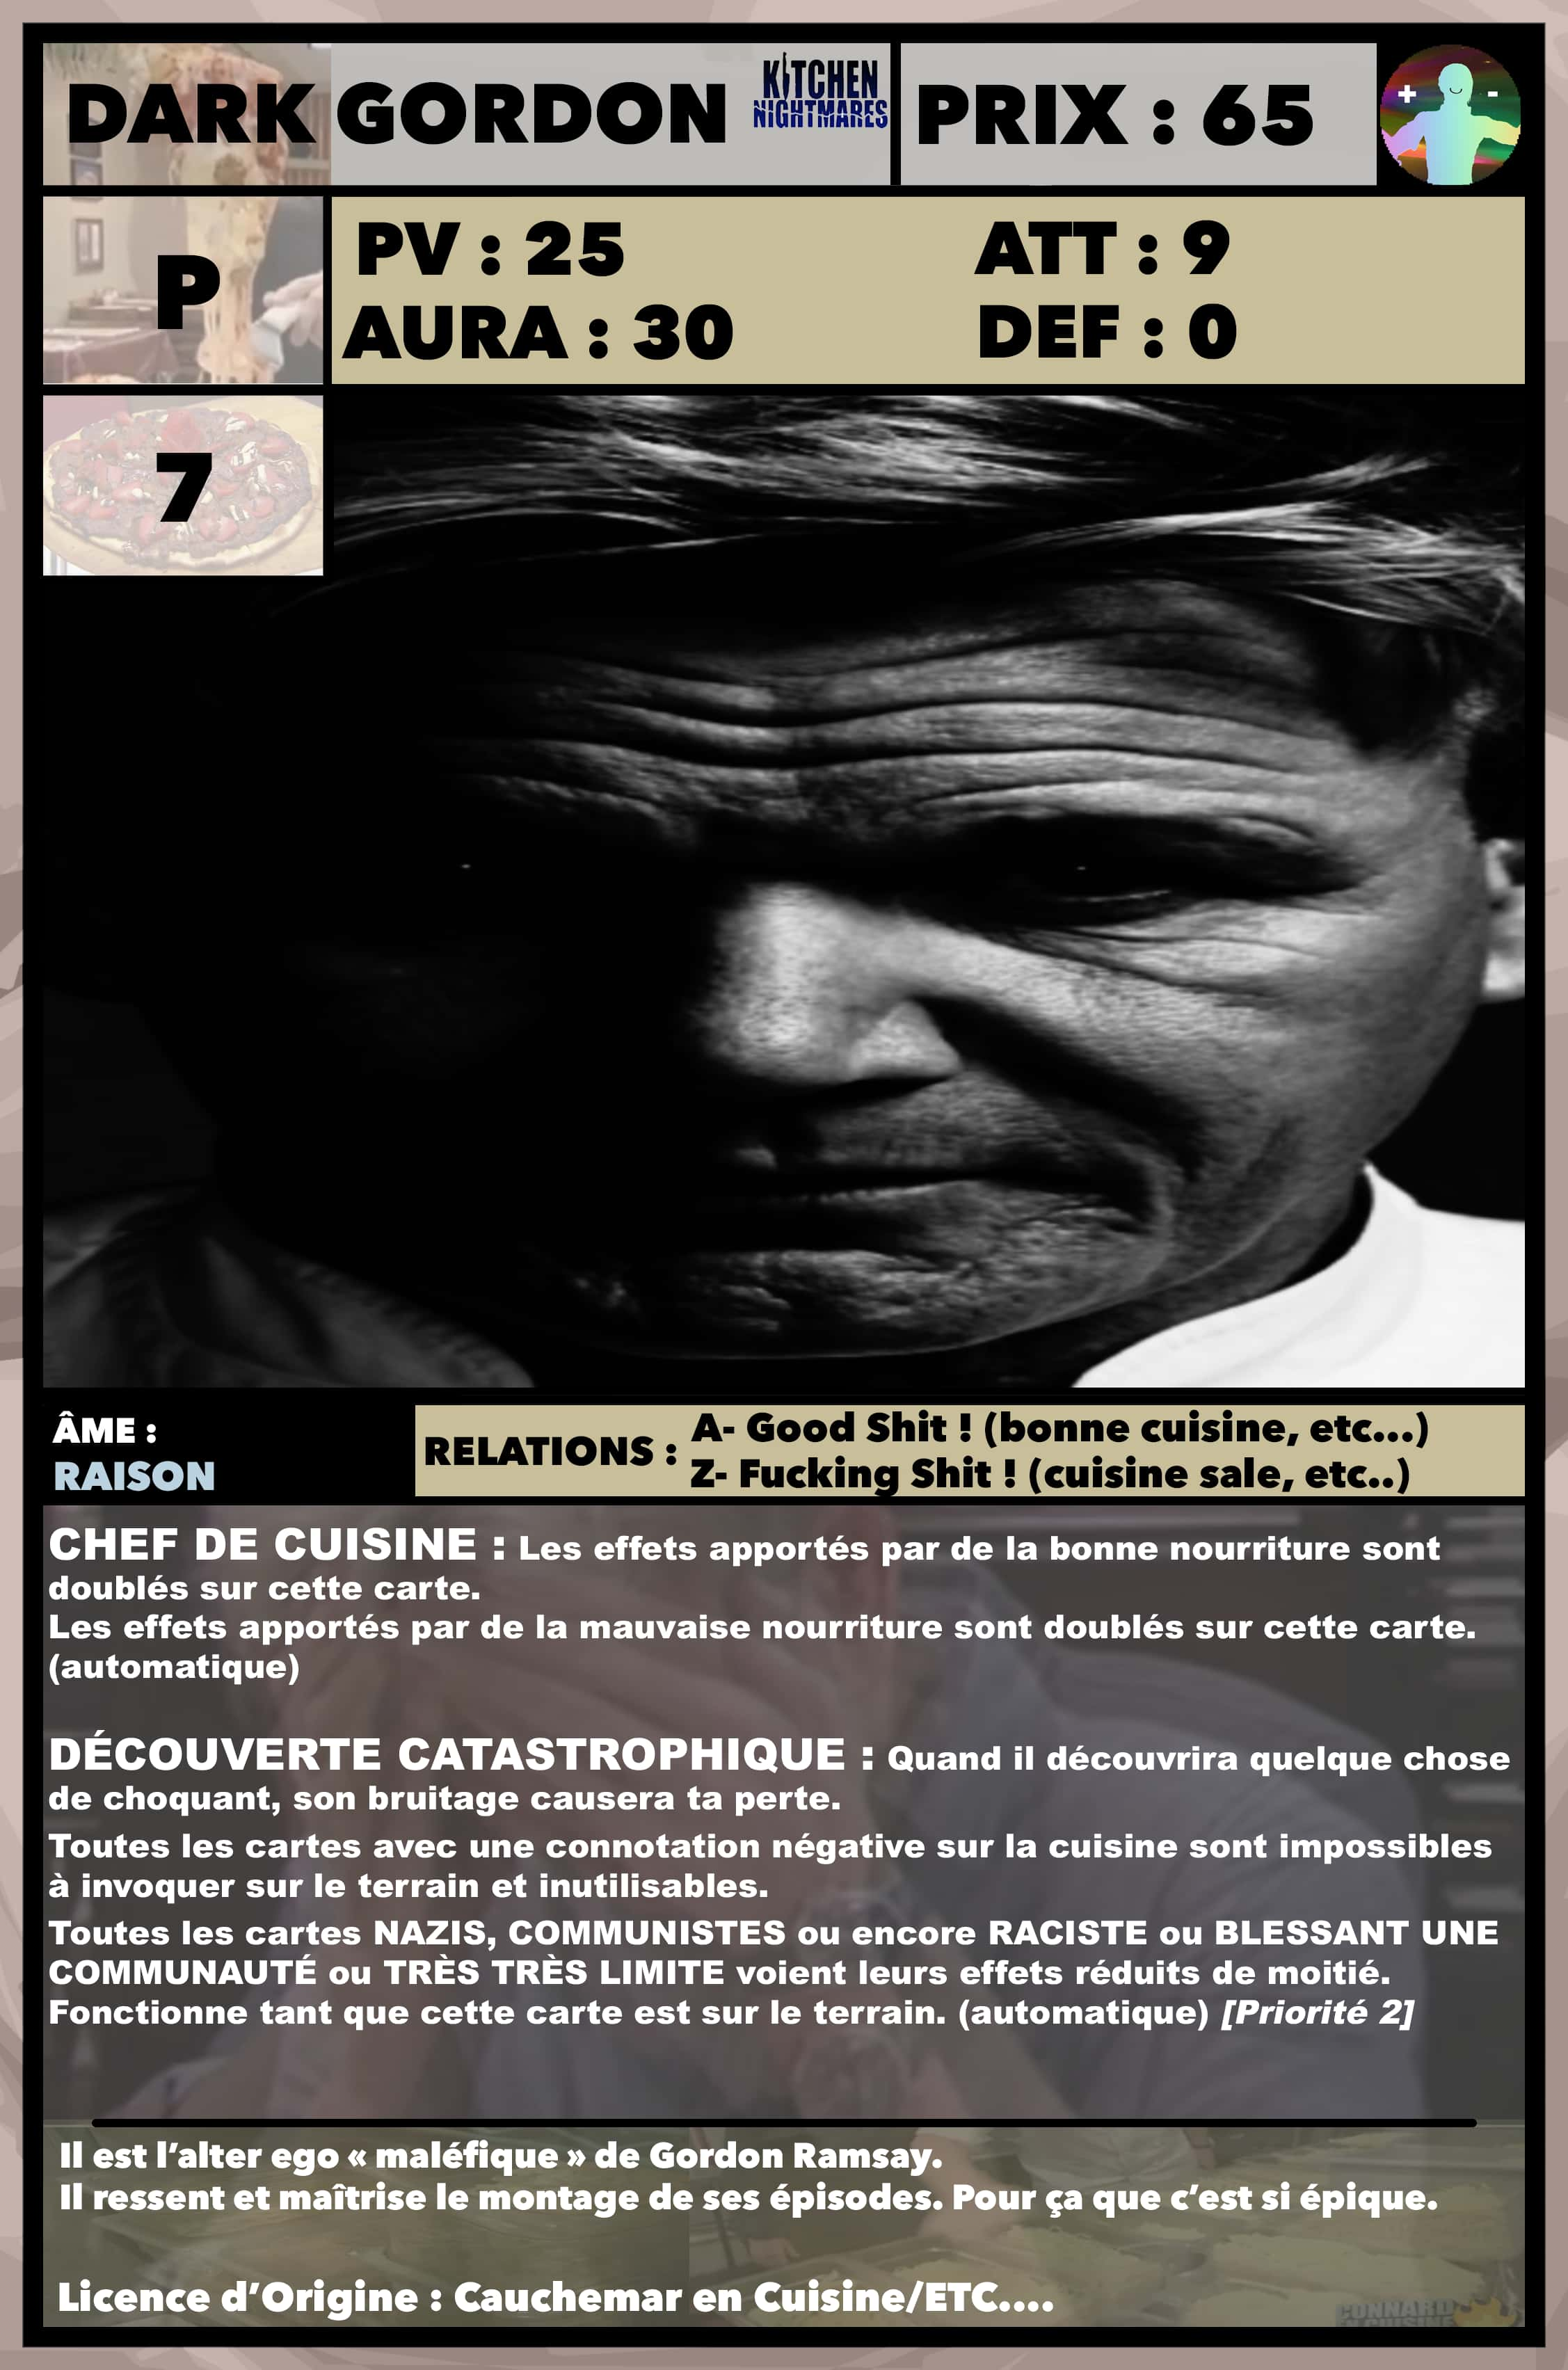 DARK GORDON
KITCHEN
NIGHTMARES
PRIX : 65
+ -
P
PV : 25
ATT : 9
AURA : 30
DEF : 0
7
ÂME :
RAISON
RELATIONS :
A- Good Shit ! (bonne cuisine, etc...)
Z- Fucking Shit ! (cuisine sale, etc..)
CHEF DE CUISINE : Les effets apportés par de la bonne nourriture sont
doublés sur cette carte.
Les effets apportés par de la mauvaise nourriture sont doublés sur cette carte.
(automatique)
DÉCOUVERTE CATASTROPHIQUE : Quand il découvrira quelque chose
de choquant, son bruitage causera ta perte.
Toutes les cartes avec une connotation négative sur la cuisine sont impossibles
à invoquer sur le terrain et inutilisables.
Toutes les cartes NAZIS, COMMUNISTES ou encore RACISTE ou BLESSANT UNE
COMMUNAUTÉ ou TRÈS TRÈS LIMITE voient leurs effets réduits de moitié.
Fonctionne tant que cette carte est sur le terrain. (automatique) [Priorité 2]
Il est l’alter ego « maléfique » de Gordon Ramsay.
Il ressent et maîtrise le montage de ses épisodes. Pour ça que c’est si épique.
Licence d’Origine : Cauchemar en Cuisine/ETC....
CONNARD
EN CUISINE